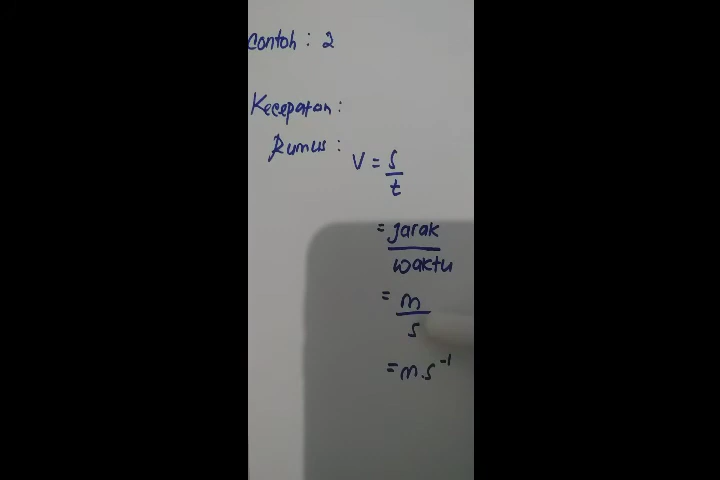 contoh : 2
Kecepatan :
Rumus :
V = s/t
= Jarak/waktu
= m/s
= m.s⁻¹